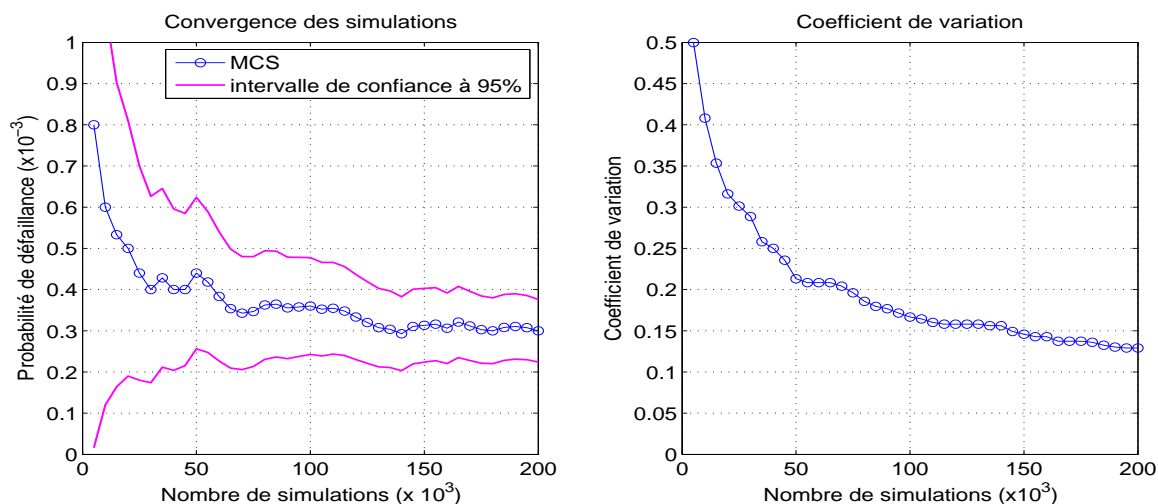 Convergence des simulations
1
0.9
0.8
0.7
0.6
0.5
0.4
0.3
0.2
0.1
0
Probabilité de défaillance (x10⁻³)
MCS
intervalle de confiance à 95%
0 50 100 150 200
Nombre de simulations (x 10³)
Coefficient de variation
0.5
0.45
0.4
0.35
0.3
0.25
0.2
0.15
0.1
0.05
0
Coefficient de variation
0 50 100 150 200
Nombre de simulations (x 10³)